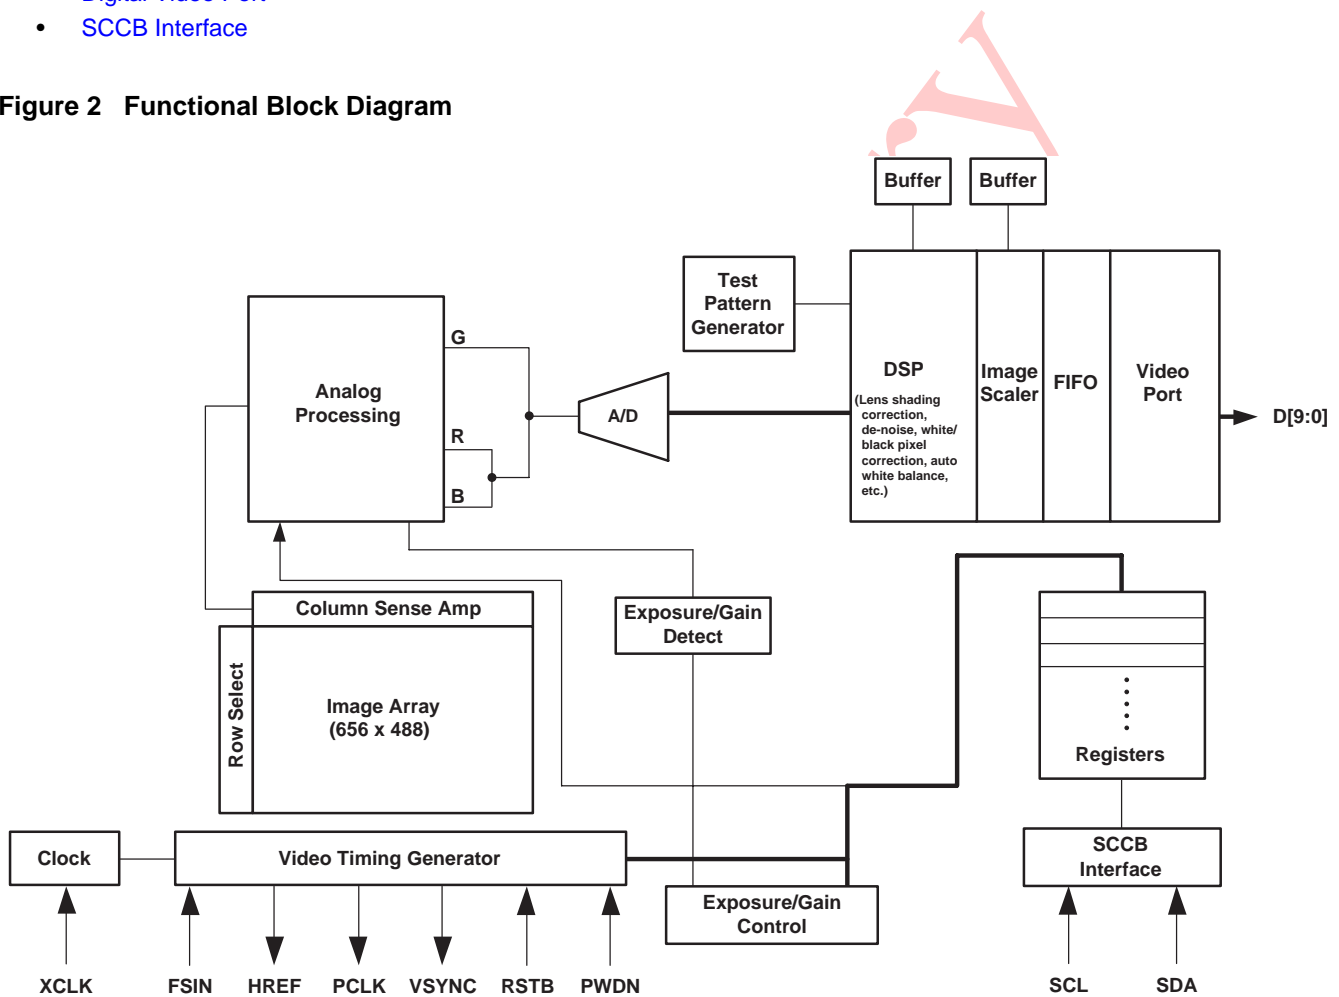 • SCCB Interface
Figure 2 Functional Block Diagram
Buffer
Buffer
Test
Pattern
Generator
DSP
(Lens shading
correction,
de-noise, white/
black pixel
correction, auto
white balance,
etc.)
Image
Scaler
FIFO
Video
Port
D[9:0]
Analog
Processing
G
R
B
A/D
Column Sense Amp
Row Select
Image Array
(656 x 488)
Exposure/Gain
Detect
Registers
Clock
Video Timing Generator
Exposure/Gain
Control
SCCB
Interface
XCLK
FSIN
HREF
PCLK
VSYNC
RSTB
PWDN
SCL
SDA